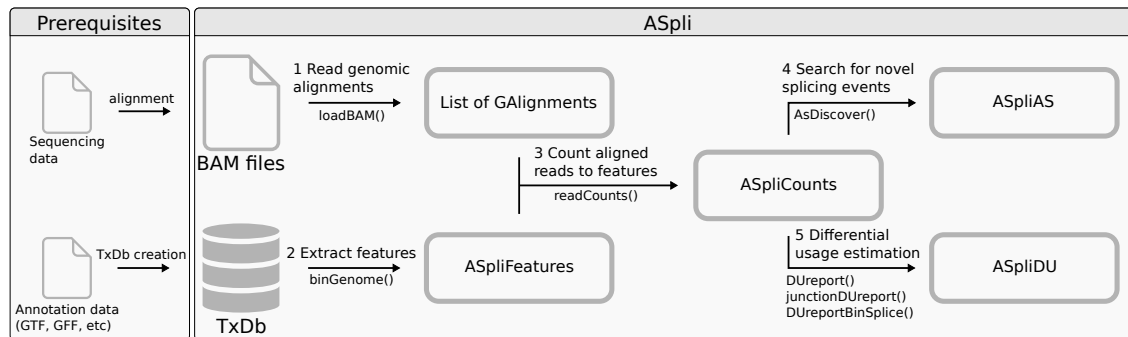 Prerequisites
alignment
Sequencing
data
TxDb creation
Annotation data
(GTF, GFF, etc)
ASpli
BAM files
1 Read genomic
alignments
loadBAM()
List of GAlignments
TxDb
2 Extract features
binGenome()
ASpliFeatures
3 Count aligned
reads to features
readCounts()
ASpliCounts
4 Search for novel
splicing events
AsDiscover()
ASpliAS
5 Differential
usage estimation
DUreport()
junctionDUreport()
DUreportBinSplice()
ASpliDU